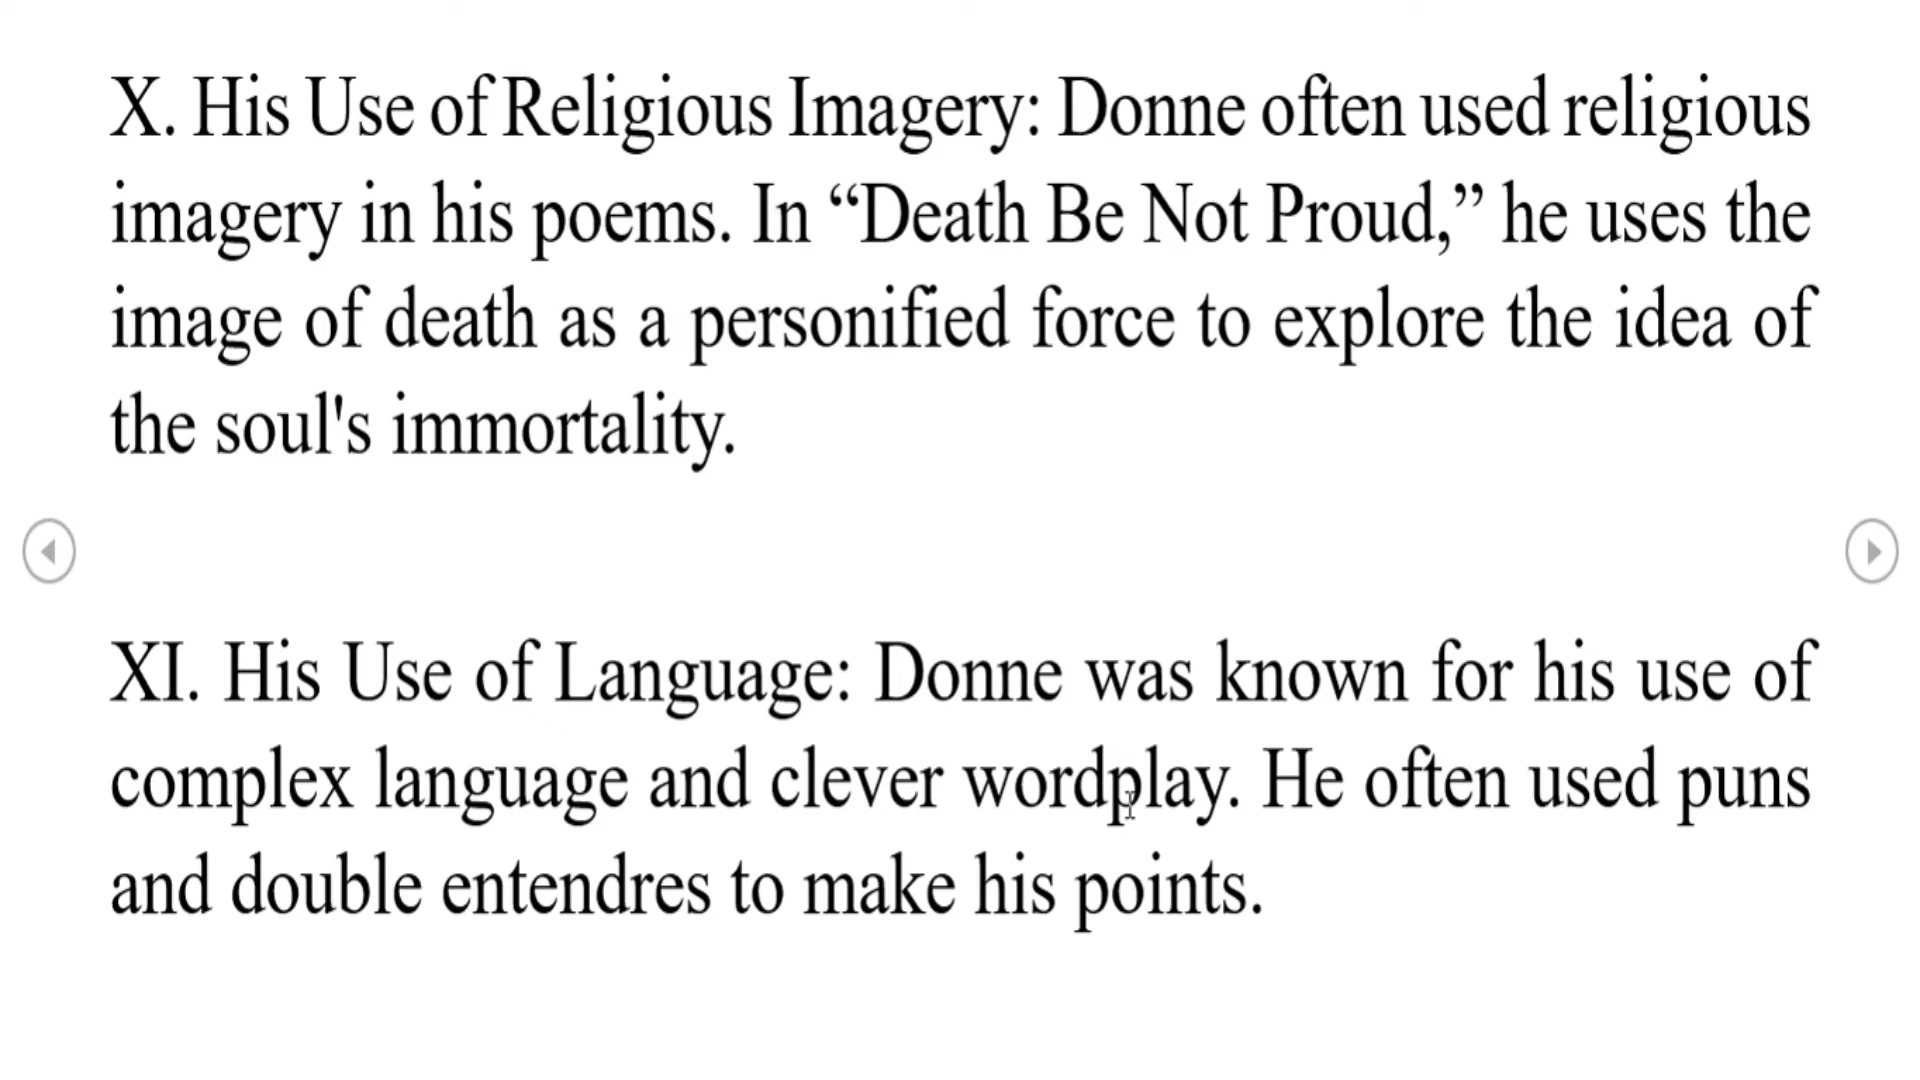 X. His Use of Religious Imagery: Donne often used religious
imagery in his poems. In “Death Be Not Proud,” he uses the
image of death as a personified force to explore the idea of
the soul's immortality.
XI. His Use of Language: Donne was known for his use of
complex language and clever wordplay. He often used puns
and double entendres to make his points.